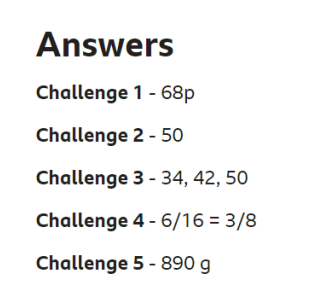 Answers
Challenge 1 - 68p
Challenge 2 - 50
Challenge 3 - 34, 42, 50
Challenge 4 - 6/16 = 3/8
Challenge 5 - 890 g